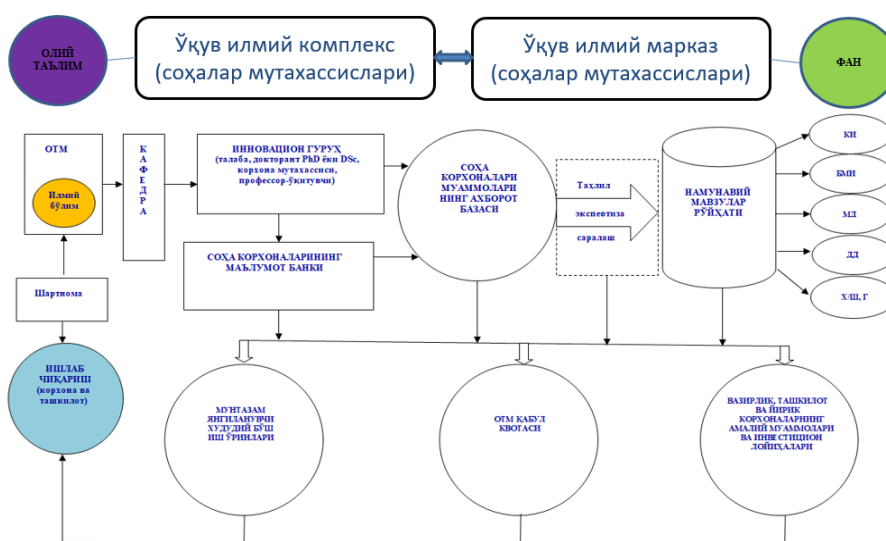 ОЛИЙ
ТАЪЛИМ
Ўқув илмий комплекс
(соҳалар мутахассислари)
Ўқув илмий марказ
(соҳалар мутахассислари)
ФАН
ОТМ
Илмий
бўлим
К
А
Ф
Е
Д
Р
А
ИННОВАЦИОН ГУРУҲ
(талаба, докторант PhD ёки DSc,
корхона мутахассиси,
профессор-ўқитувчи)
СОҲА КОРХОНАЛАРИНИНГ
МАЪЛУМОТ БАНКИ
СОҲА
КОРХОНАЛАРИ
МУАММОЛАРИ
НИНГ АХБОРОТ
БАЗАСИ
Таҳлил
экспертиза
саралаш
НАМУНАВИЙ
МАВЗУЛАР
РЎЙҲАТИ
КИ
БМИ
МД
ДД
Х/Ш, Г
Шартнома
ИШЛАБ
ЧИҚАРИШ
(корхона ва
ташкилот)
МУНТАЗАМ
ЯНГИЛАНУВЧИ
ХУДУДИЙ БЎШ
ИШ ЎРИНЛАРИ
ОТМ ҚАБУЛ
КВОТАСИ
ВАЗИРЛИК, ТАШКИЛОТ
ВА ЙИРИК
КОРХОНАЛАРНИНГ
АМАЛИЙ МУАММОЛАРИ
ВА ИНВЕСТИЦИОН
ЛОЙИҲАЛАРИ